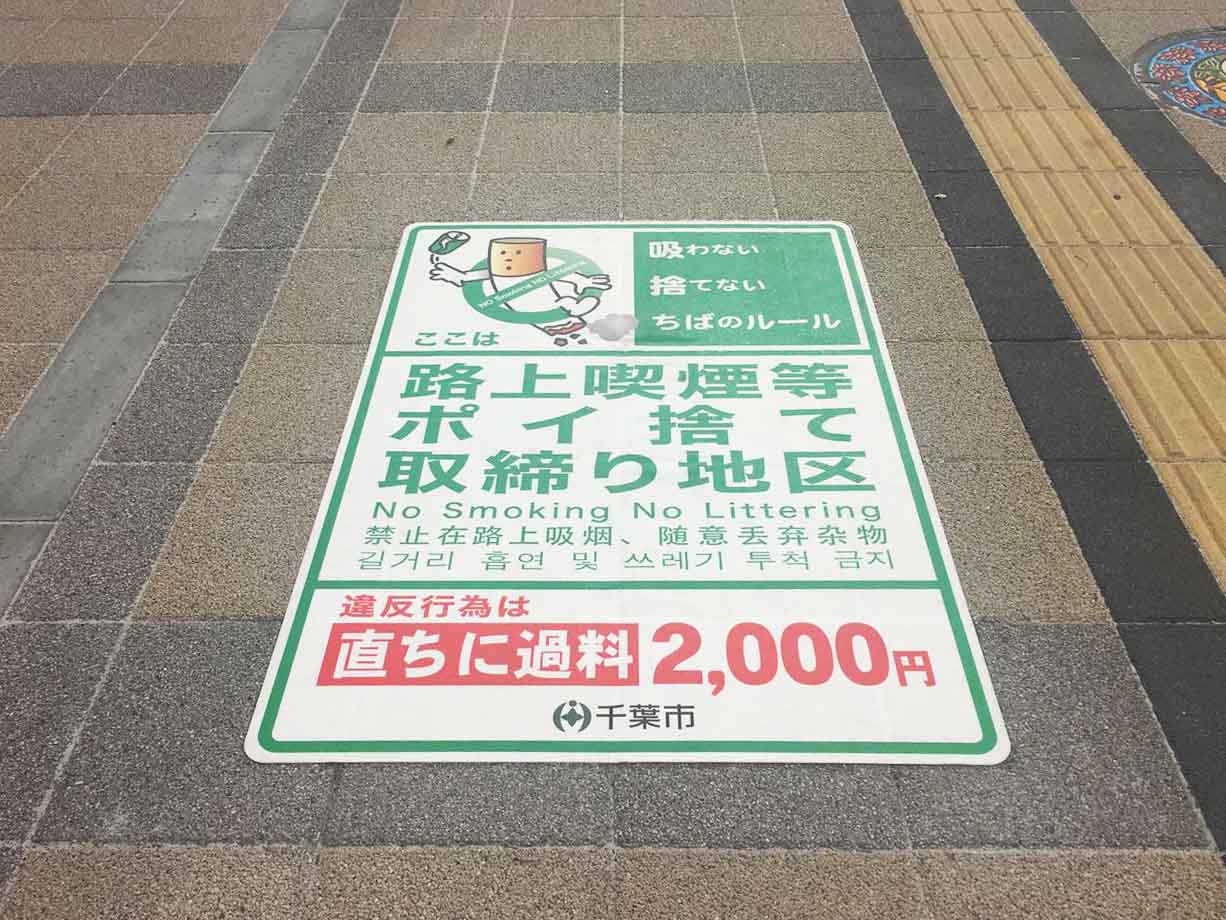 吸わない
捨てない
ちばのルール
NO Smoking NO Littering
ここは
路上喫煙等
ポイ捨て
取締り地区
No Smoking No Littering
禁止在路上吸烟、随意丢弃杂物
길거리 흡연 및 쓰레기 투척 금지
違反行為は
直ちに過料 2,000円
千葉市